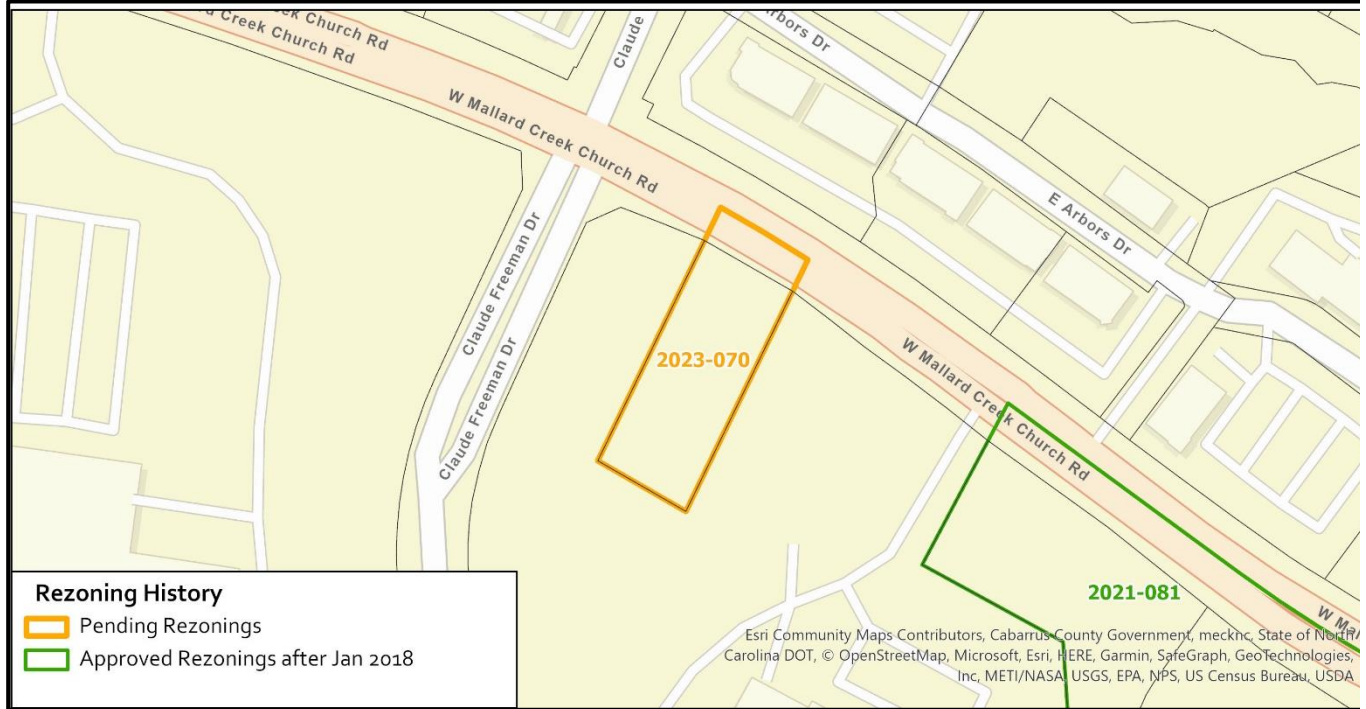 rd Creek Church Rd
Creek Church Rd
Claude
Arbors Dr
W Mallard Creek Church Rd
Claude Freeman Dr
Claude Freeman Dr
E Arbors Dr
2023-070
W Mallard Creek Church Rd
2021-081
W Mal
Rezoning History
Pending Rezonings
Approved Rezonings after Jan 2018
Esri Community Maps Contributors, Cabarrus County Government, mecknc, State of North
Carolina DOT, © OpenStreetMap, Microsoft, Esri, HERE, Garmin, SafeGraph, GeoTechnologies,
Inc, METI/NASA, USGS, EPA, NPS, US Census Bureau, USDA